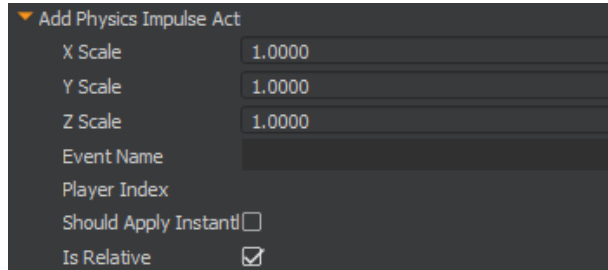 Add Physics Impulse Act
X Scale 1.0000
Y Scale 1.0000
Z Scale 1.0000
Event Name
Player Index
Should Apply Instantl
Is Relative